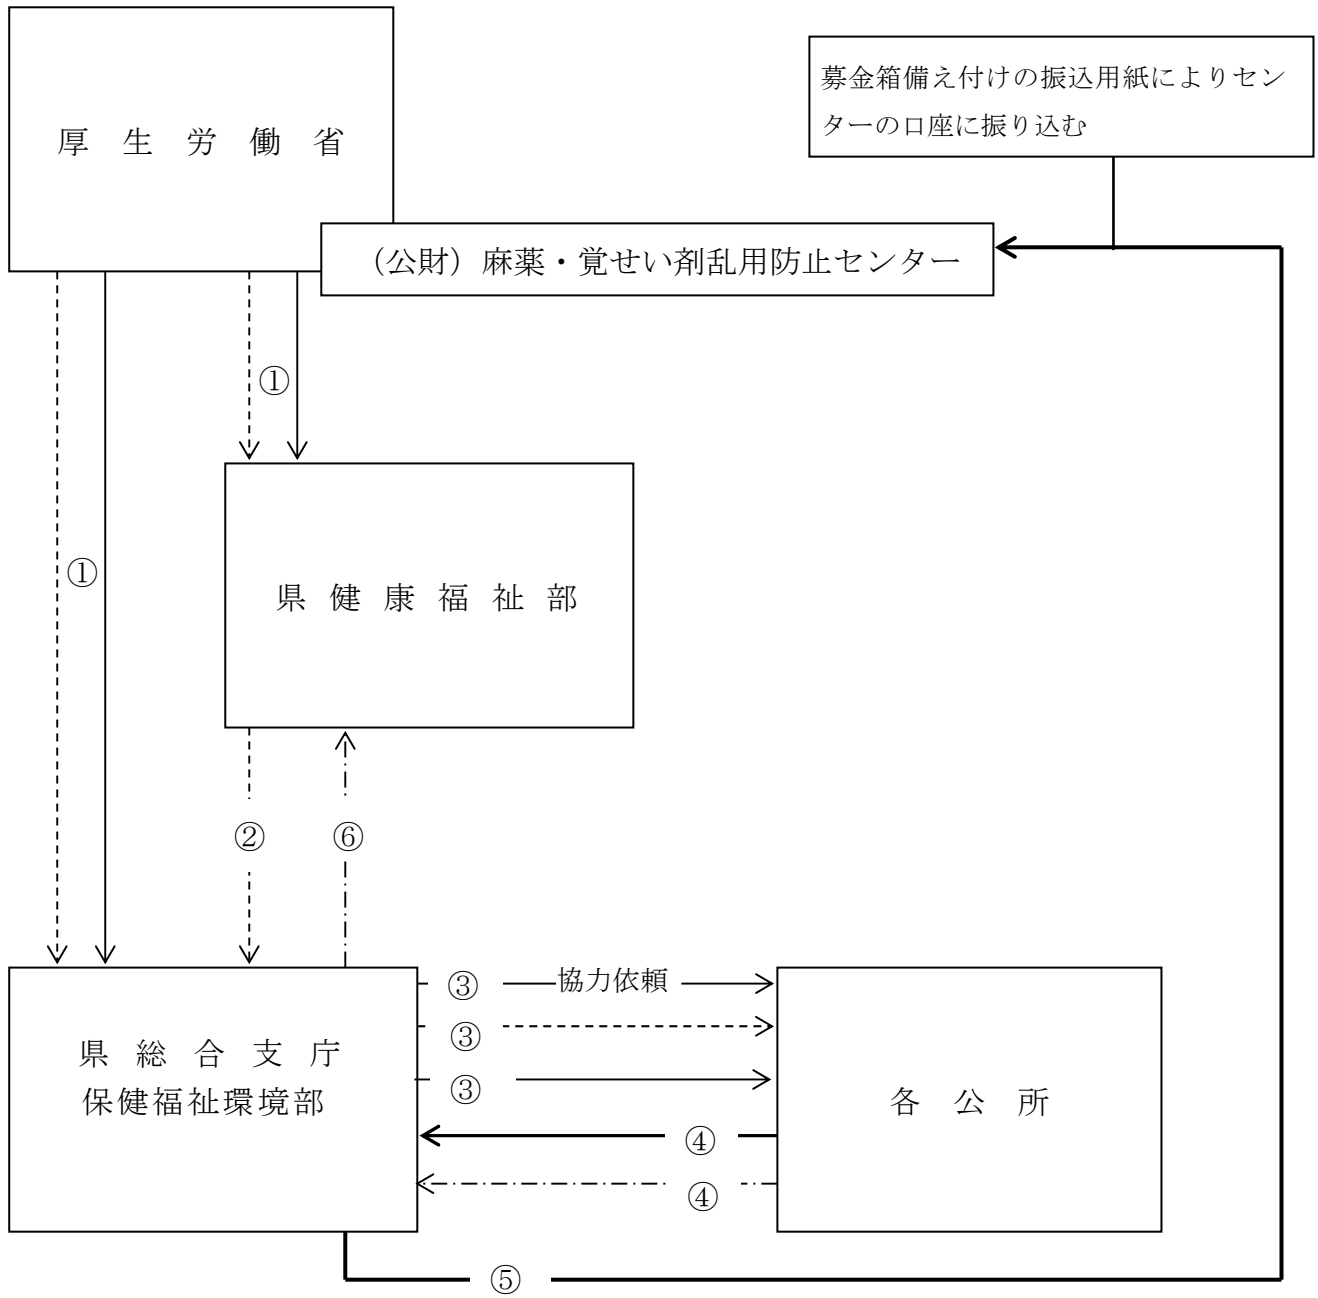 厚生労働省
募金箱備え付けの振込用紙によりセン
ターの口座に振り込む
（公財）麻薬・覚せい剤乱用防止センター
①
①
県健康福祉部
②
⑥
③
協力依頼
③
③
④
④
県総合支庁
保健福祉環境部
各公所
⑤